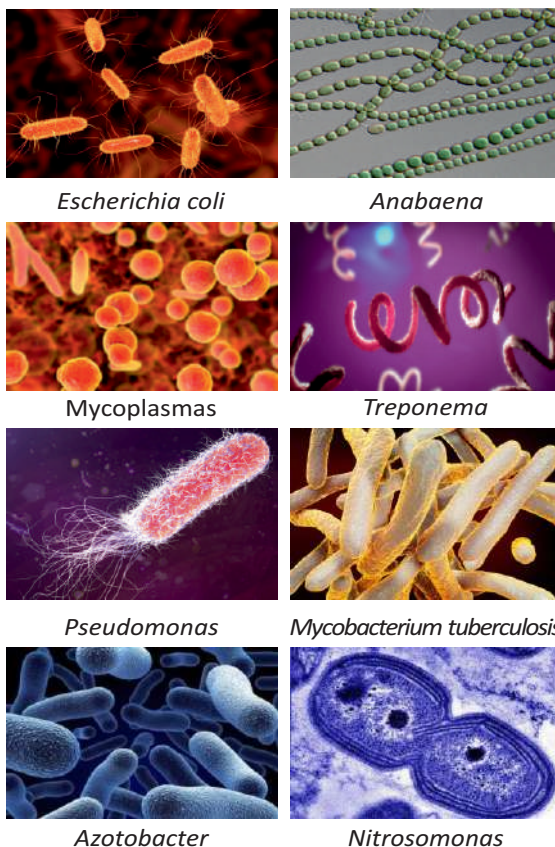 Escherichia coli
Anabaena
Mycoplasmas
Treponema
Pseudomonas
Mycobacterium tuberculosis
Azotobacter
Nitrosomonas